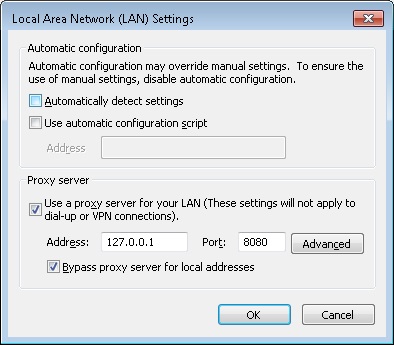 Local Area Network (LAN) Settings
Automatic configuration
Automatic configuration may override manual settings. To ensure the
use of manual settings, disable automatic configuration.
Automatically detect settings
Use automatic configuration script
Address
Proxy server
Use a proxy server for your LAN (These settings will not apply to
dial-up or VPN connections).
Address: 127.0.0.1 Port: 8080 Advanced
Bypass proxy server for local addresses
OK Cancel